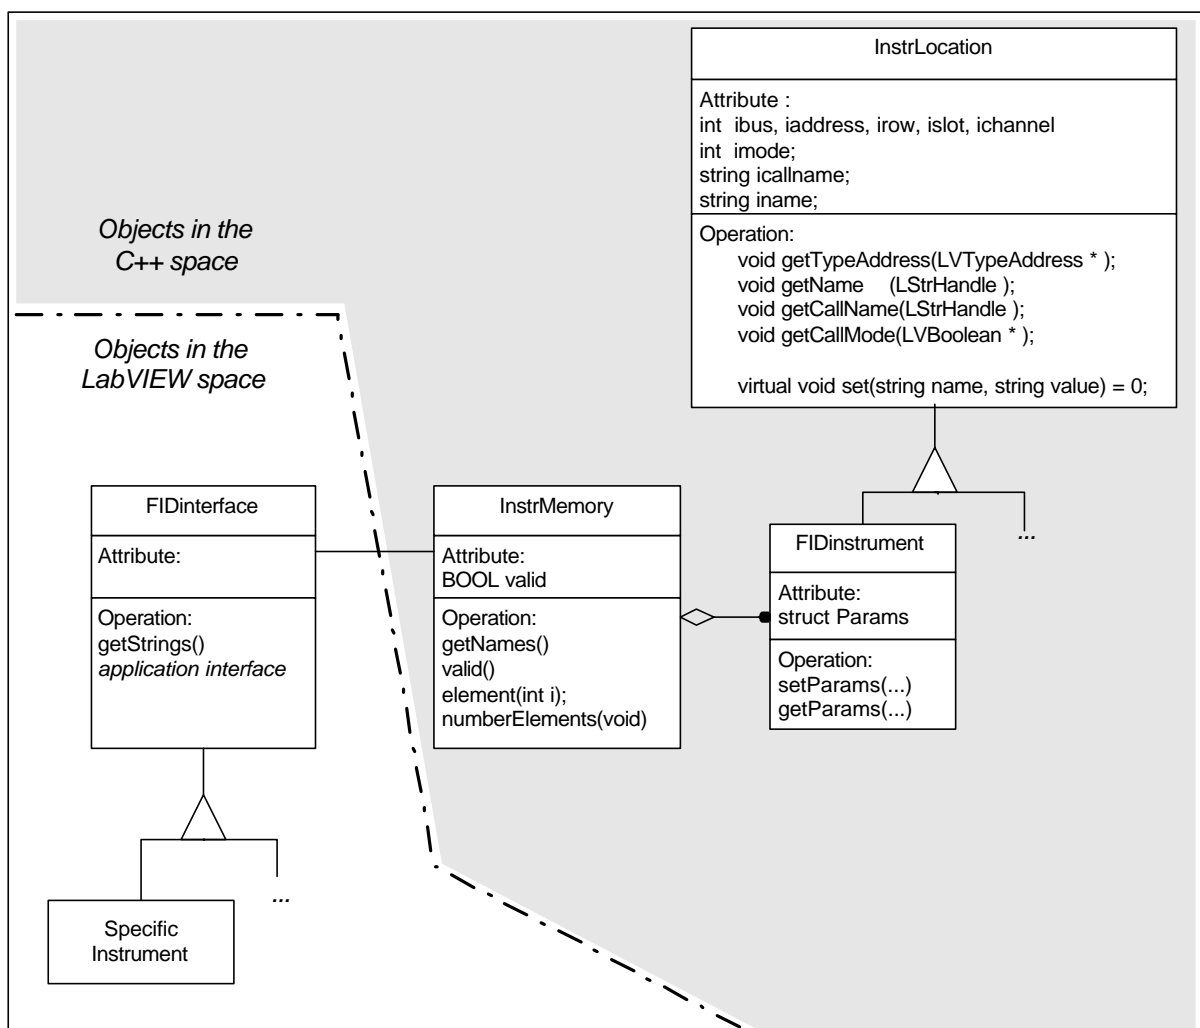 InstrLocation
Attribute :
int ibus, iaddress, irow, islot, ichannel
int imode;
string icallname;
string iname;
Operation:
void getTypeAddress(LVTypeAddress * );
void getName (LStrHandle );
void getCallName(LStrHandle );
void getCallMode(LVBoolean * );
virtual void set(string name, string value) = 0;
Objects in the
C++ space
Objects in the
LabVIEW space
FIDinterface
Attribute:
Operation:
getStrings()
application interface
InstrMemory
Attribute:
BOOL valid
Operation:
getNames()
valid()
element(int i);
numberElements(void)
FIDinstrument
Attribute:
struct Params
Operation:
setParams(...)
getParams(...)
...
...
Specific
Instrument